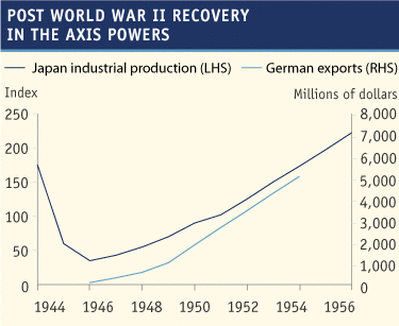 POST WORLD WAR II RECOVERY
IN THE AXIS POWERS
Japan industrial production (LHS) German exports (RHS)
Index Millions of dollars
250 8,000
200 7,000
6,000
150 5,000
4,000
100 3,000
50 2,000
1,000
0 0
1944 1946 1948 1950 1952 1954 1956